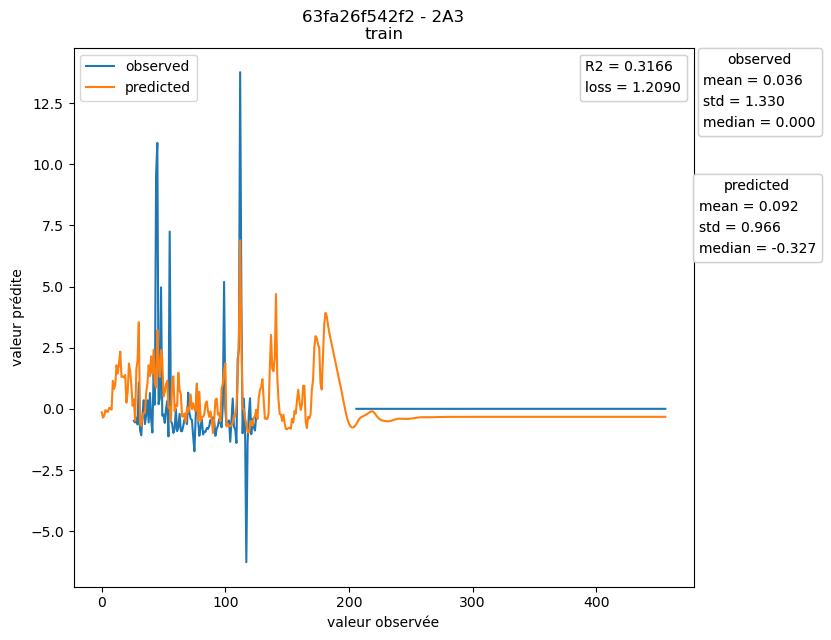 63fa26f542f2 - 2A3
train
observed
predicted
R2 = 0.3166
loss = 1.2090
observed
mean = 0.036
std = 1.330
median = 0.000
predicted
mean = 0.092
std = 0.966
median = -0.327
valeur prédite
12.5
10.0
7.5
5.0
2.5
0.0
−2.5
−5.0
0
100
200
300
400
valeur observée